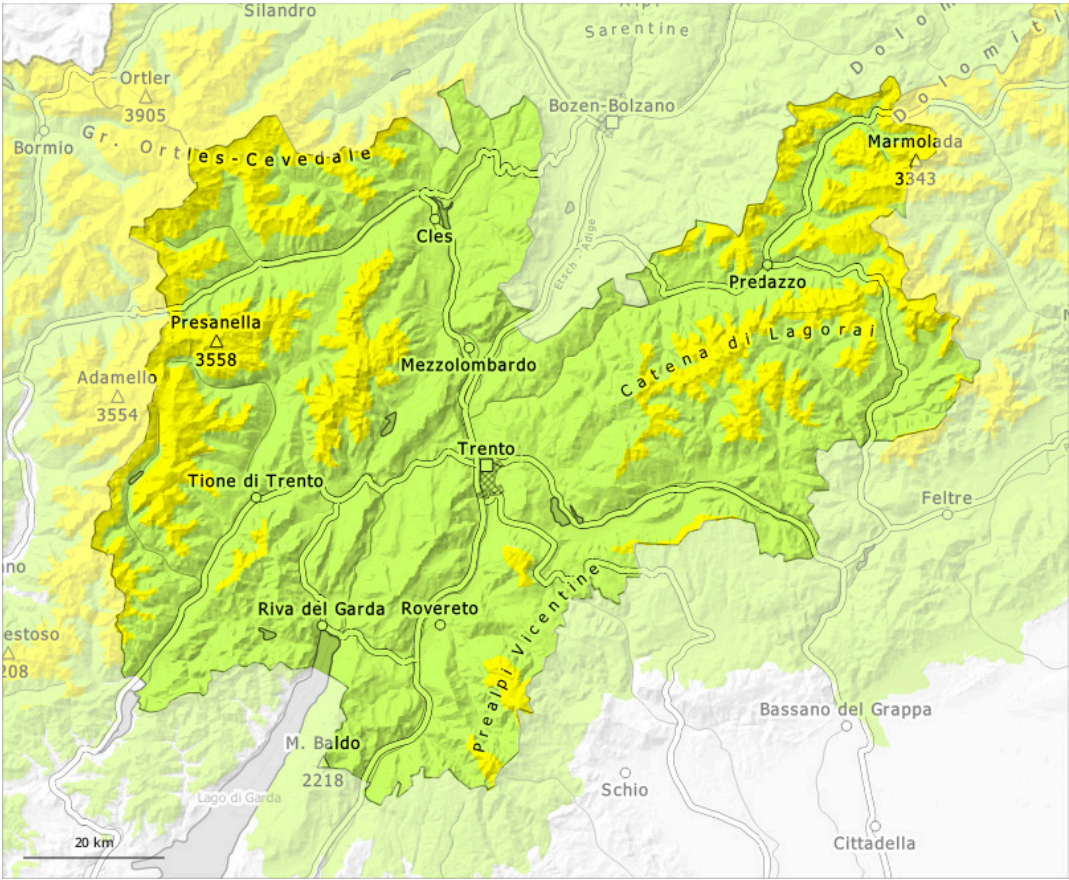 Silandro
Sarentine
Ortler
3905
Bozen-Bolzano
Bormio
Gr. Ortles-Cevedale
Marmolada
3343
Cles
Etsch - Adige
Predazzo
Presanella
3558
Catena di Lagorai
Mezzolombardo
Adamello
3554
Trento
Tione di Trento
Feltre
Riva del Garda
Rovereto
estoso
208
Prealpi Vicentine
Bassano del Grappa
M. Baldo
2218
Schio
Lago di Garda
20 km
Cittadella